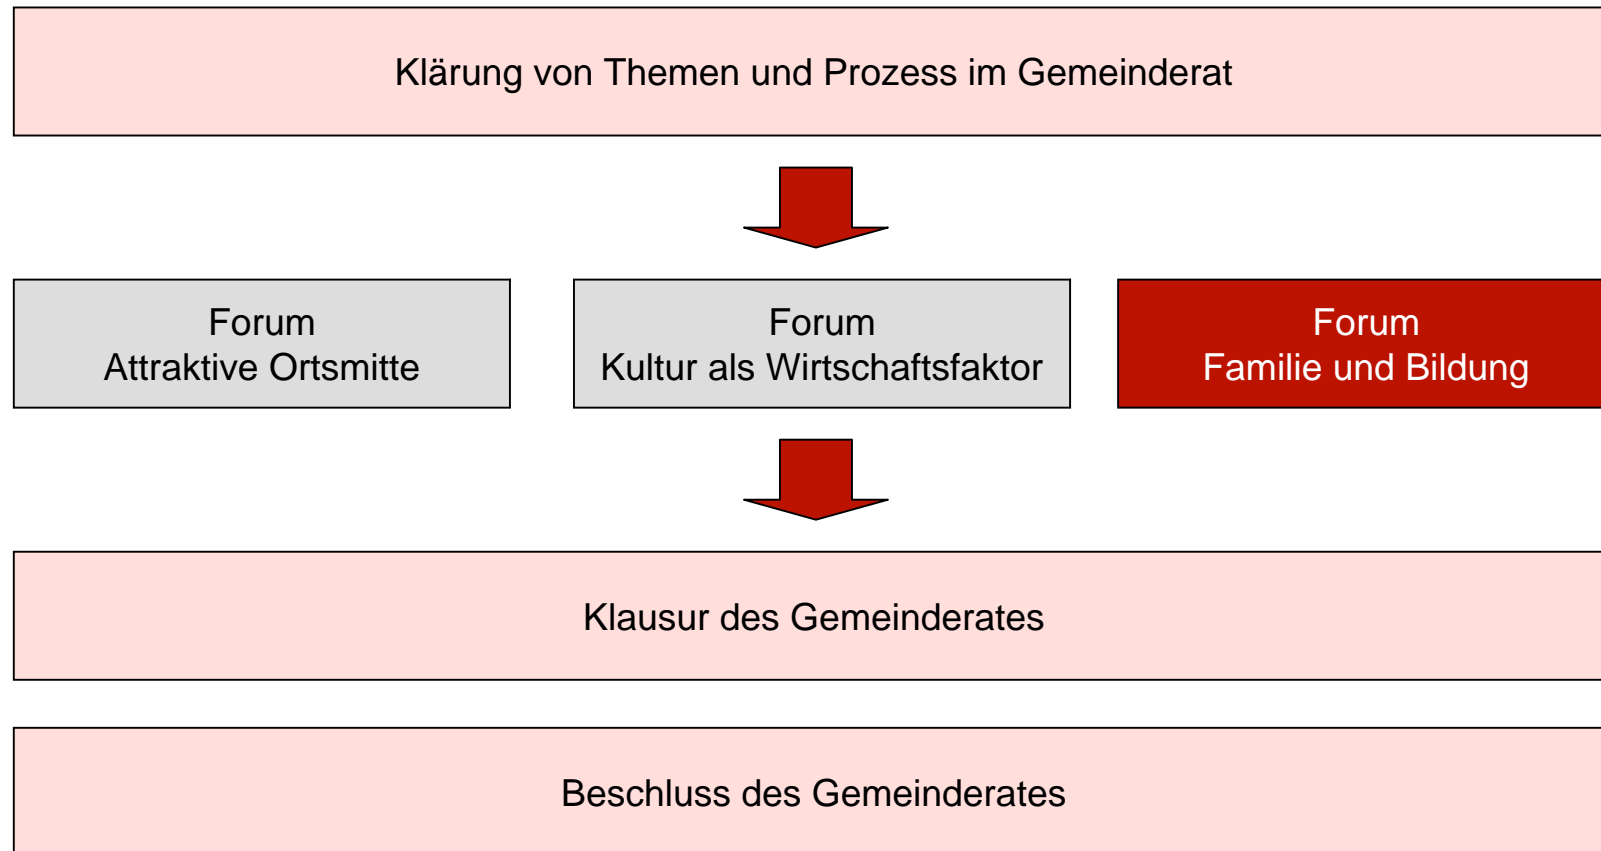 Klärung von Themen und Prozess im Gemeinderat
Forum
Attraktive Ortsmitte
Forum
Kultur als Wirtschaftsfaktor
Forum
Familie und Bildung
Klausur des Gemeinderates
Beschluss des Gemeinderates